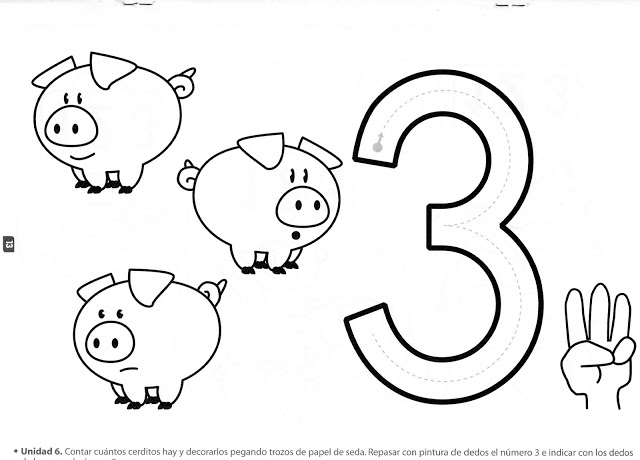 3
13
• Unidad 6. Contar cuántos cerditos hay y decorarlos pegando trozos de papel de seda. Repasar con pintura de dedos el número 3 e indicar con los dedos